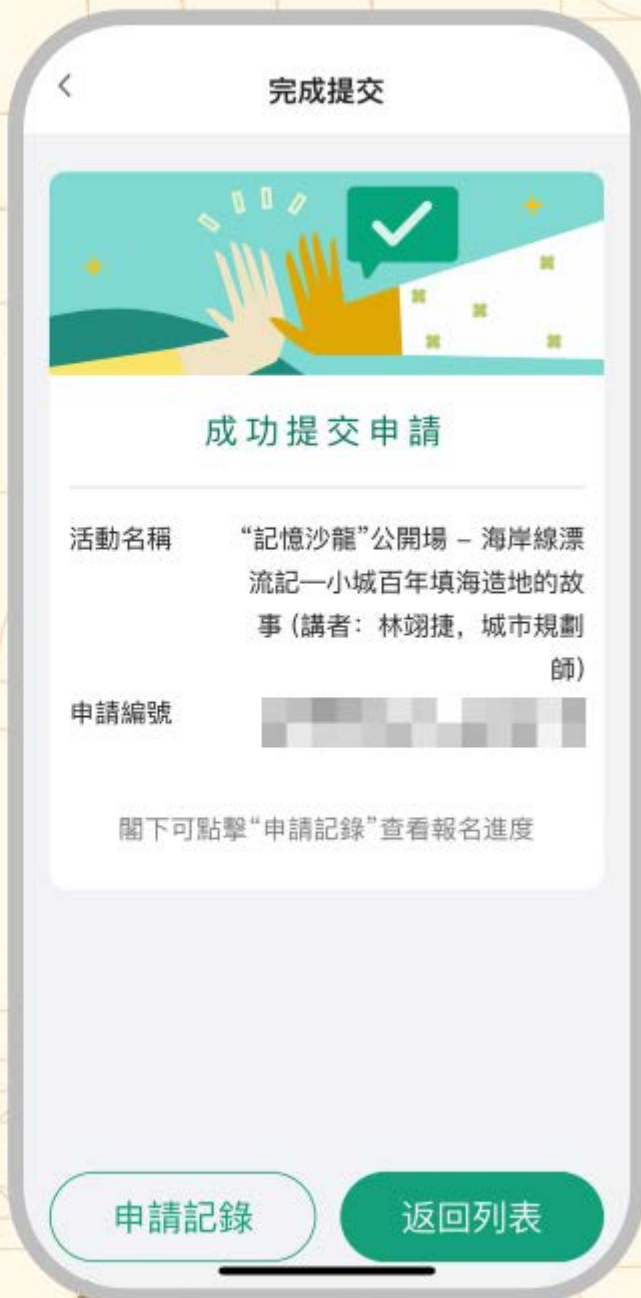 完成提交
成功提交申請
活動名稱 “記憶沙龍”公開場 – 海岸線漂
流記—小城百年填海造地的故
事 (講者：林翊捷，城市規劃
師)
申請編號
閣下可點擊“申請記錄”查看報名進度
申請記錄 返回列表